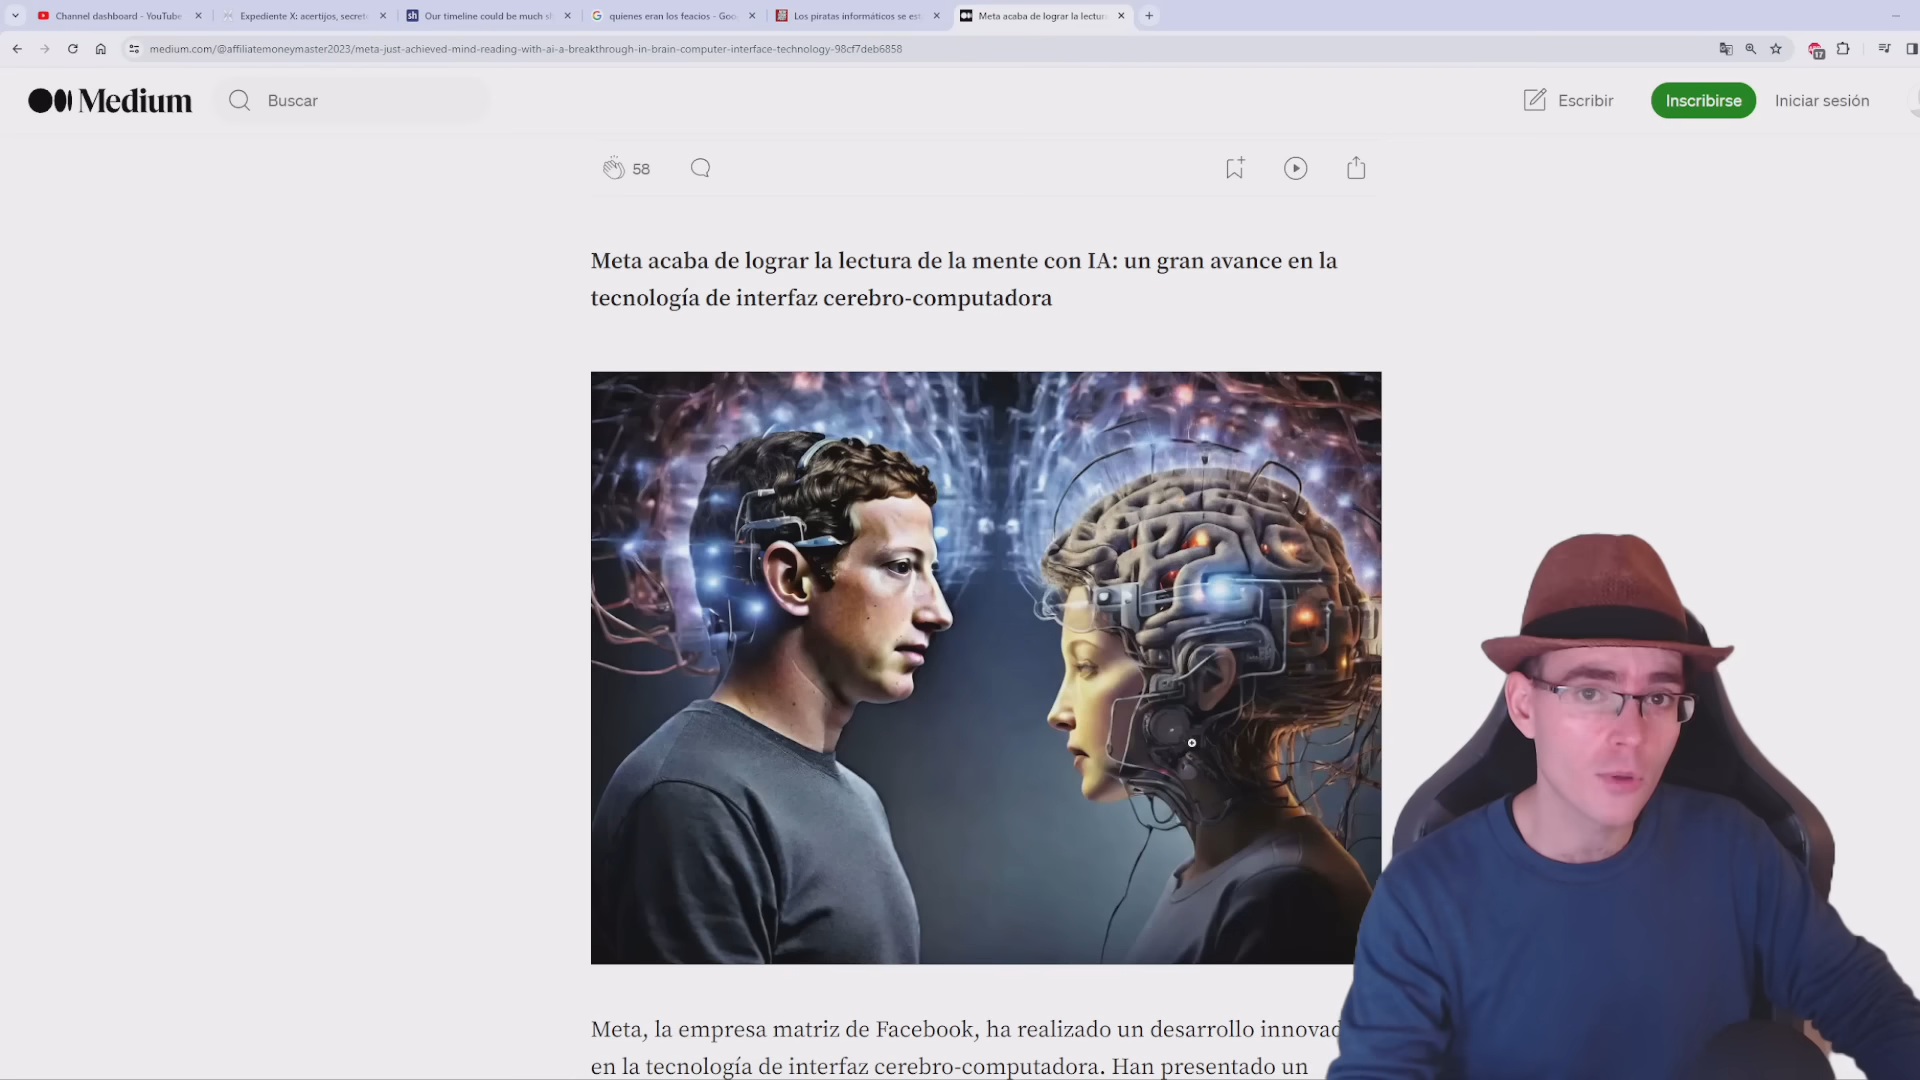 Channel dashboard - YouTube
Expediente X: acertijos, secret
Our timeline could be much s
quienes eran los feacios - Goo
Los piratas informáticos se est
Meta acaba de lograr la lectura
medium.com/@affiliatemoneymaster2023/meta-just-achieved-mind-reading-with-ai-a-breakthrough-in-brain-computer-interface-technology-98cf7deb6858
17
Medium
Buscar
Escribir
Inscribirse
Iniciar sesión
58
Meta acaba de lograr la lectura de la mente con IA: un gran avance en la
tecnología de interfaz cerebro-computadora
Meta, la empresa matriz de Facebook, ha realizado un desarrollo innovad
en la tecnología de interfaz cerebro-computadora. Han presentado un